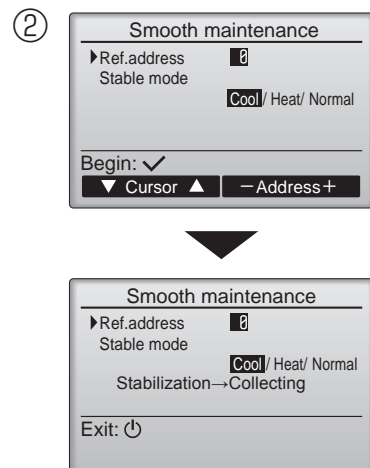 ②
Smooth maintenance
Ref.address 0
Stable mode
Cool / Heat/ Normal
Begin: ✓
▼ Cursor ▲ −Address+
Smooth maintenance
Ref.address 0
Stable mode
Cool / Heat/ Normal
Stabilization→Collecting
Exit: ⏻